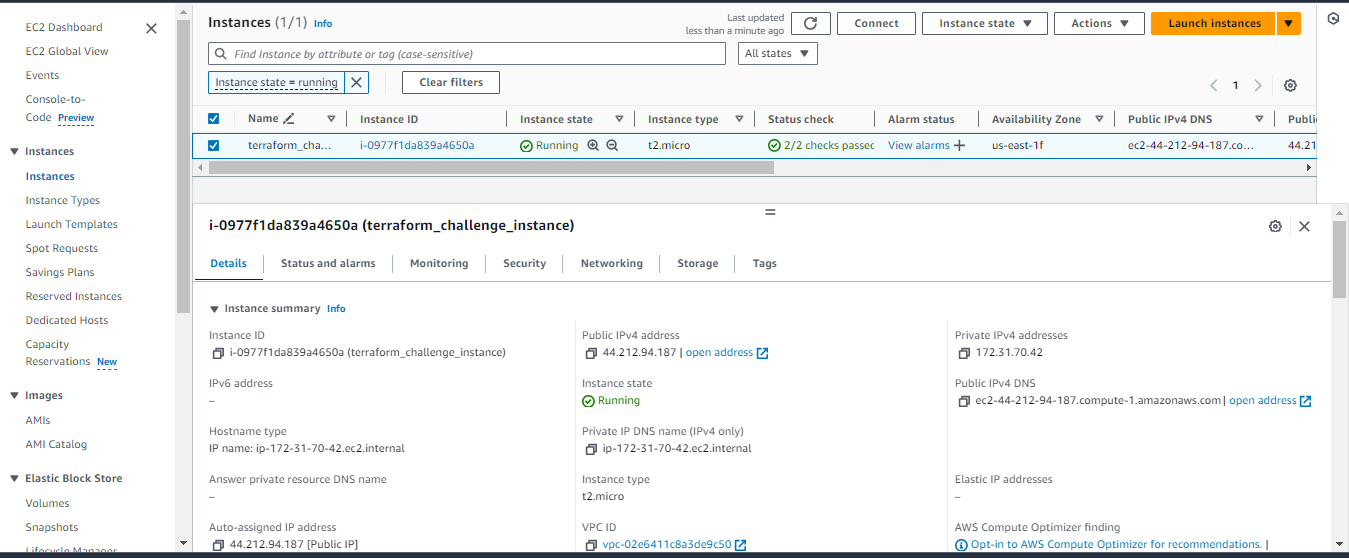 EC2 Dashboard
EC2 Global View
Events
Console-to-
Code Preview
Instances
Instances
Instance Types
Launch Templates
Spot Requests
Savings Plans
Reserved Instances
Dedicated Hosts
Capacity
Reservations New
Images
AMIs
AMI Catalog
Elastic Block Store
Volumes
Snapshots
Lifecycle Manager
Instances (1/1) Info
Last updated
less than a minute ago
Connect
Instance state
Actions
Launch instances
Find Instance by attribute or tag (case-sensitive)
All states
Instance state = running
Clear filters
1
Name Instance ID Instance state Instance type Status check Alarm status Availability Zone Public IPv4 DNS Publi
terraform_cha... i-0977f1da839a4650a Running t2.micro 2/2 checks passed View alarms + us-east-1f ec2-44-212-94-187.co... 44.21
i-0977f1da839a4650a (terraform_challenge_instance)
Details Status and alarms Monitoring Security Networking Storage Tags
Instance summary Info
Instance ID
i-0977f1da839a4650a (terraform_challenge_instance)
Public IPv4 address
44.212.94.187 | open address
Private IPv4 addresses
172.31.70.42
IPv6 address
–
Instance state
Running
Public IPv4 DNS
ec2-44-212-94-187.compute-1.amazonaws.com | open address
Hostname type
IP name: ip-172-31-70-42.ec2.internal
Private IP DNS name (IPv4 only)
ip-172-31-70-42.ec2.internal
Answer private resource DNS name
–
Instance type
t2.micro
Elastic IP addresses
–
Auto-assigned IP address
44.212.94.187 [Public IP]
VPC ID
vpc-02e6411c8a3de9c50
AWS Compute Optimizer finding
Opt-in to AWS Compute Optimizer for recommendations. |